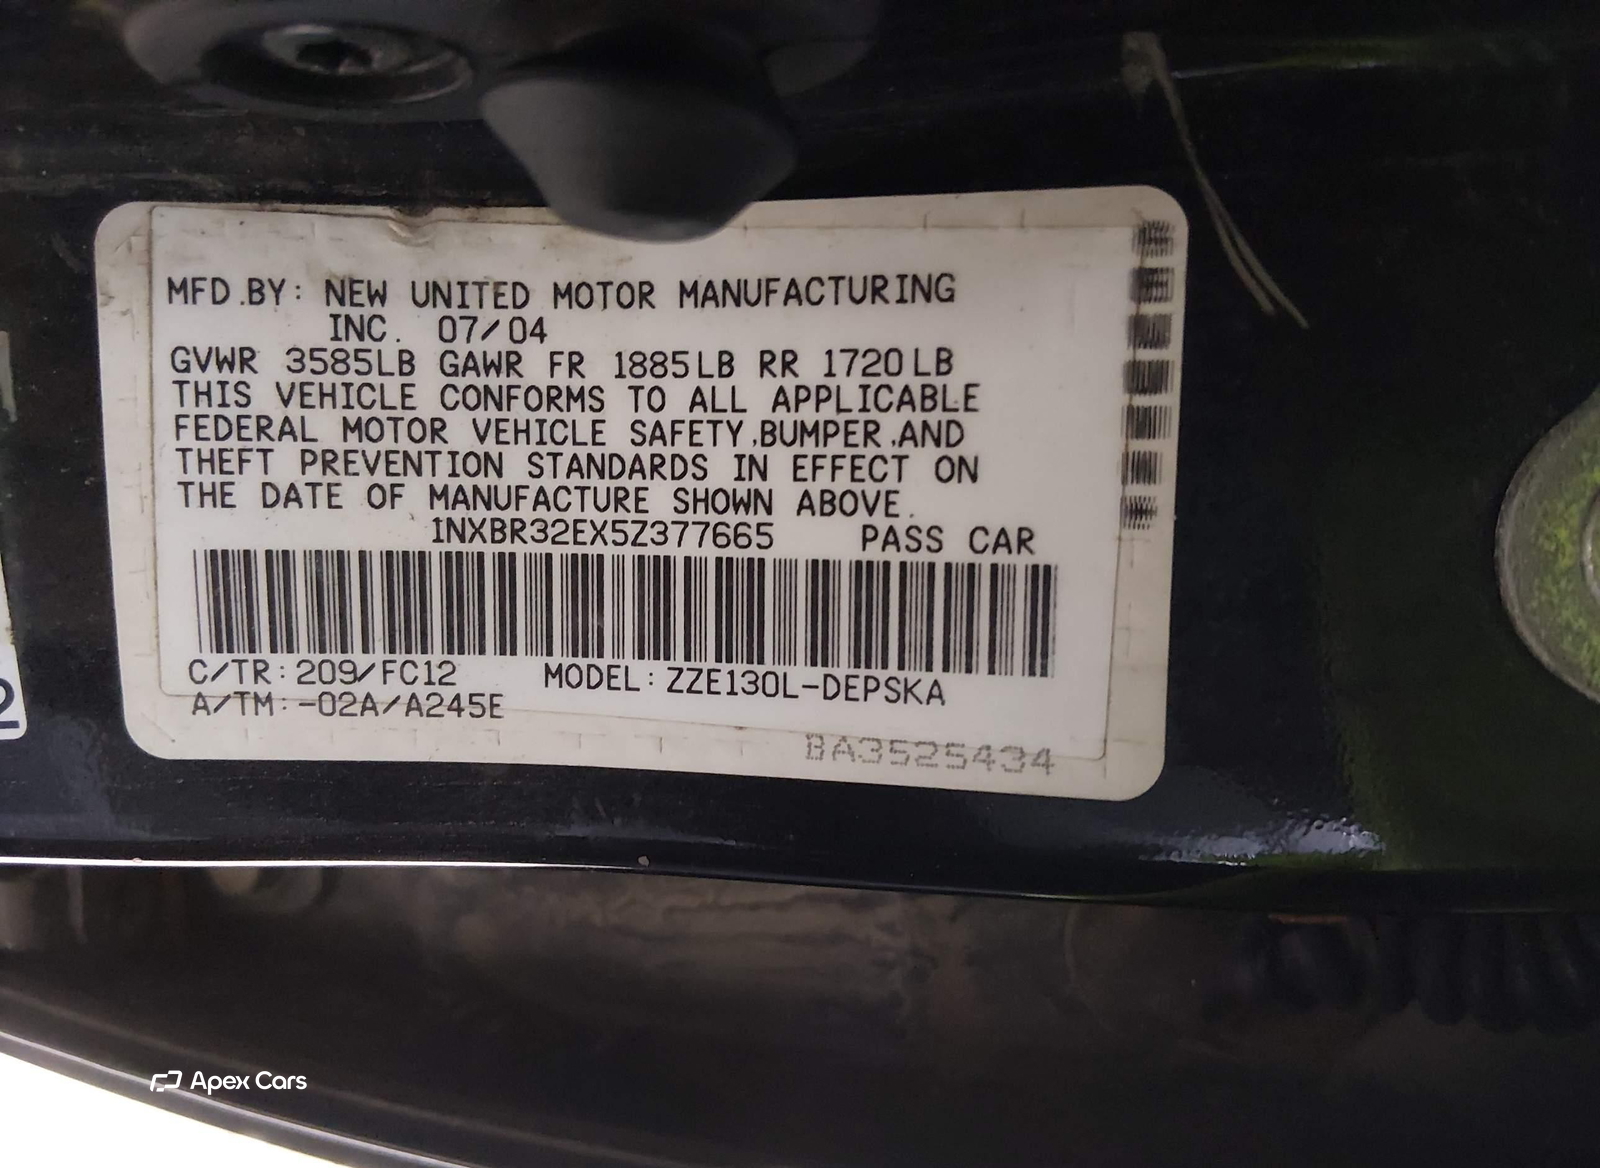 MFD.BY: NEW UNITED MOTOR MANUFACTURING
INC. 07/04
GVWR 3585LB GAWR FR 1885LB RR 1720LB
THIS VEHICLE CONFORMS TO ALL APPLICABLE
FEDERAL MOTOR VEHICLE SAFETY,BUMPER,AND
THEFT PREVENTION STANDARDS IN EFFECT ON
THE DATE OF MANUFACTURE SHOWN ABOVE.
1NXBR32EX5Z377665 PASS CAR
C/TR:209/FC12 MODEL:ZZE130L-DEPSKA
A/TM:-02A/A245E
BA3525434
2
Apex Cars